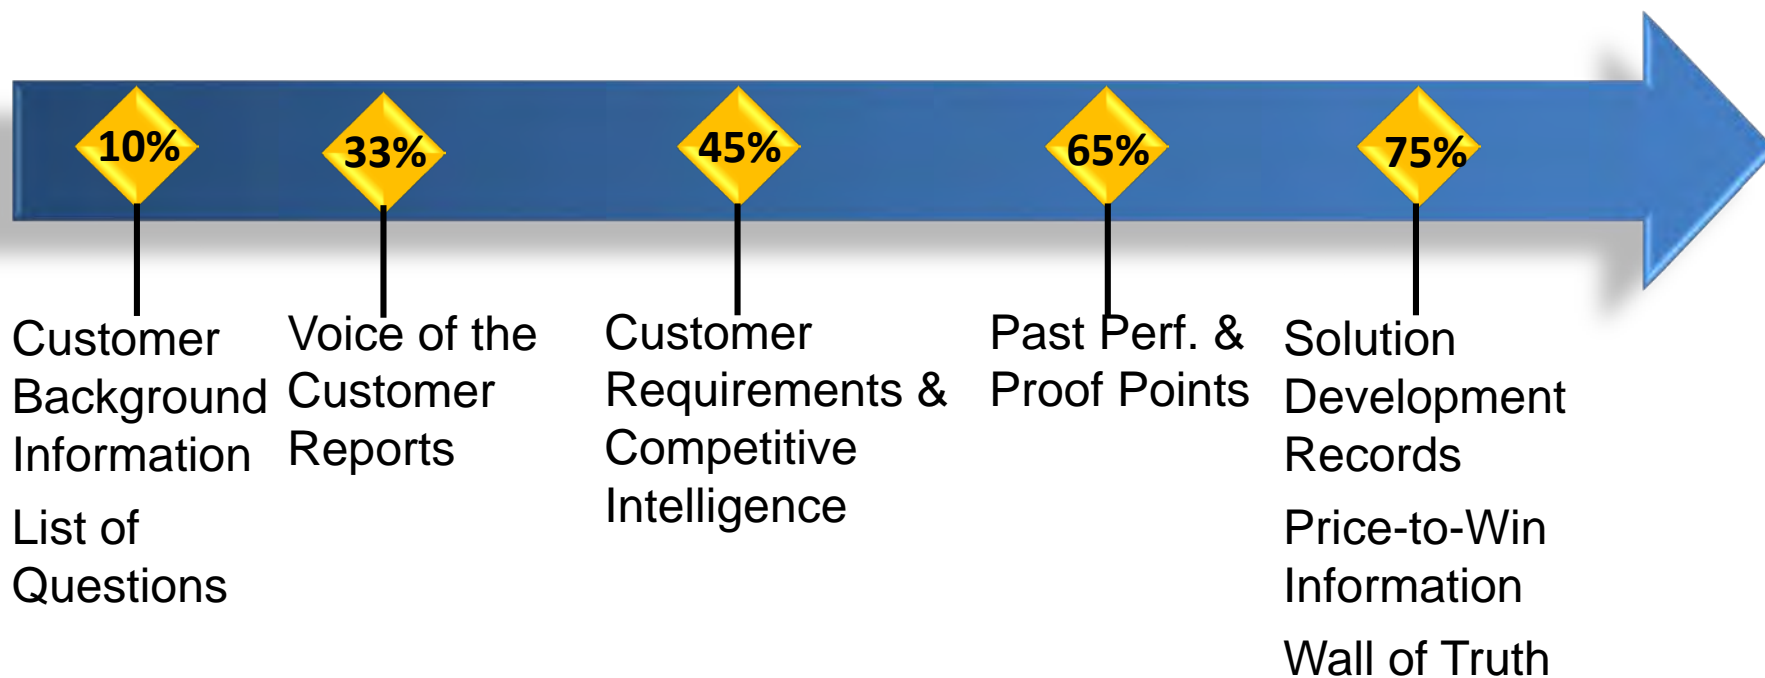 10%
33%
45%
65%
75%
Customer
Background
Information
List of
Questions
Voice of the
Customer
Reports
Customer
Requirements &
Competitive
Intelligence
Past Perf. &
Proof Points
Solution
Development
Records
Price-to-Win
Information
Wall of Truth